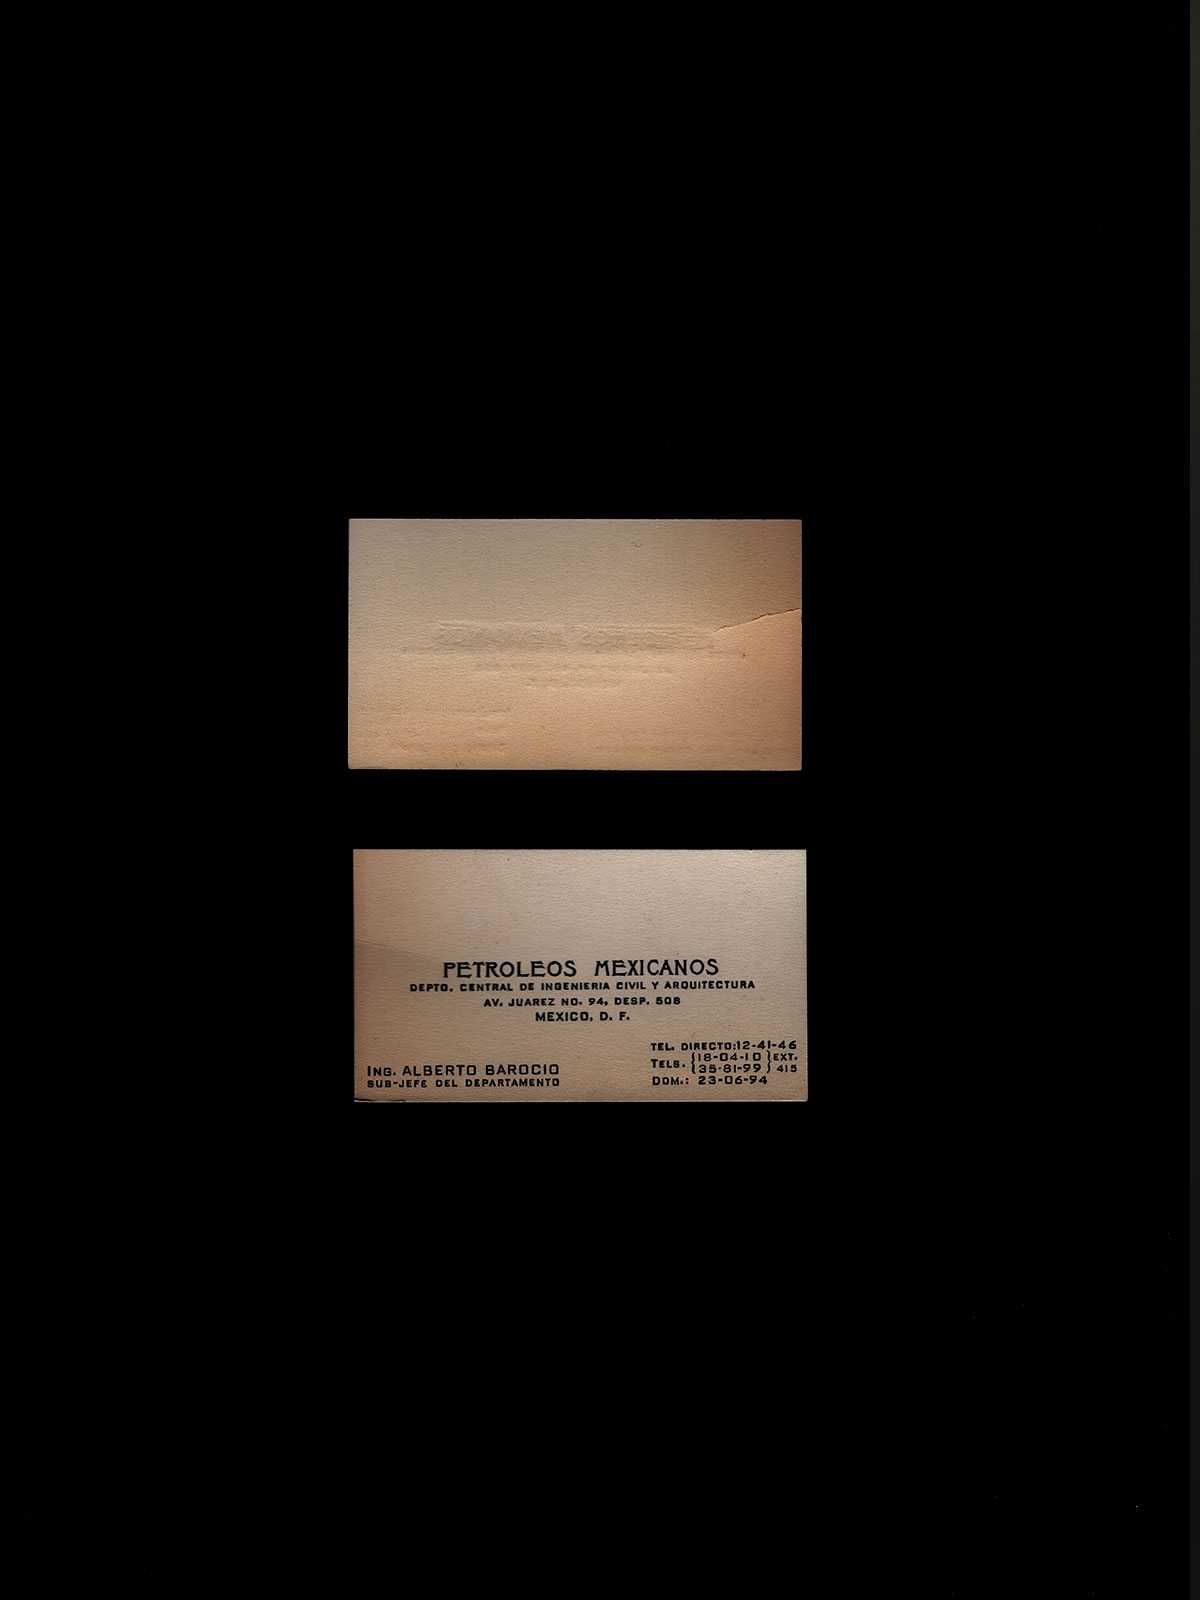 PETROLEOS MEXICANOS
DEPTO. CENTRAL DE INGENIERIA CIVIL Y ARQUITECTURA
AV. JUAREZ NO. 94, DESP. 508
MEXICO, D. F.
ING. ALBERTO BAROCIO
SUB-JEFE DEL DEPARTAMENTO
TEL. DIRECTO:12-41-46
TELS. {18-04-10 35-81-99} EXT. 415
DOM.: 23-06-94